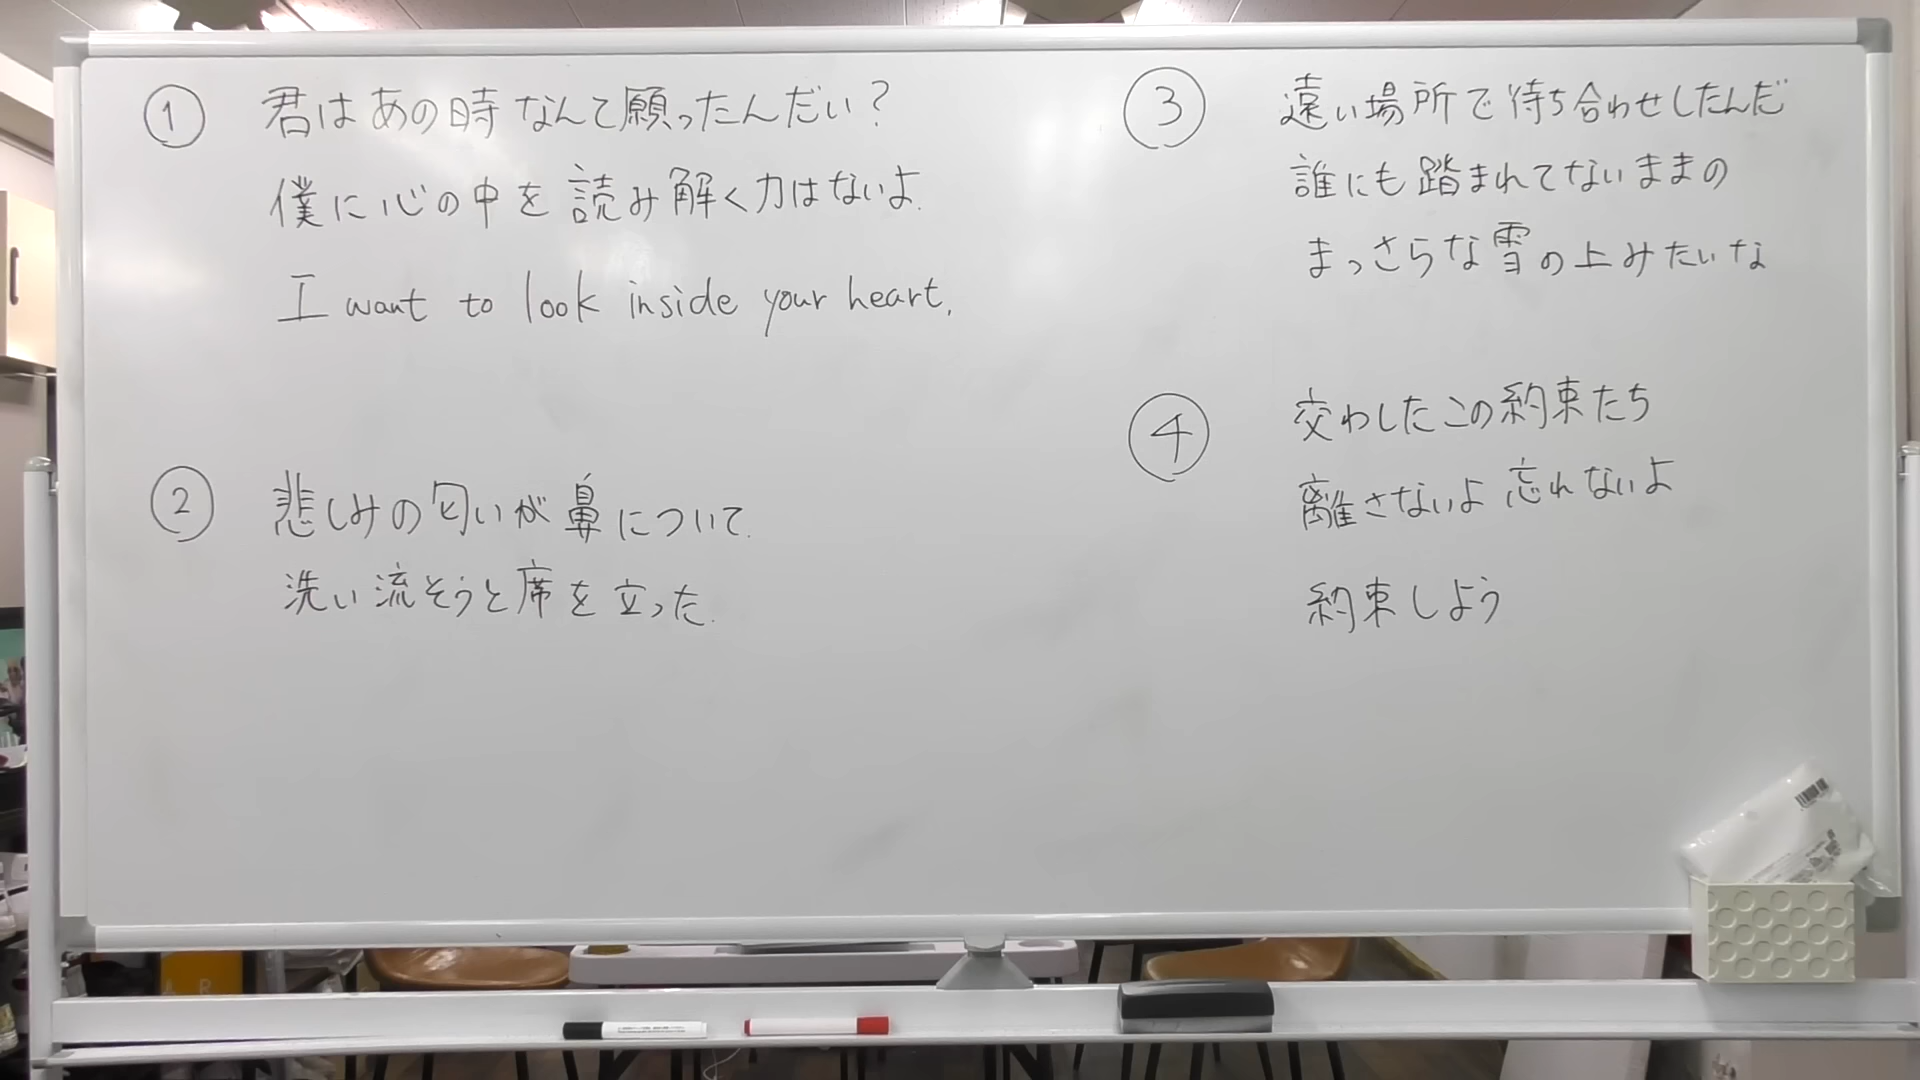 ① 君はあの時なんて願ったんだい?
僕に心の中を読み解く力はないよ.
I want to look inside your heart.
② 悲しみの匂いが鼻について.
洗い流そうと席を立った.
③ 遠い場所で待ち合わせしたんだ
誰にも踏まれてないままの
まっさらな雪の上みたいな
④ 交わしたこの約束たち
離さないよ 忘れないよ
約束しよう